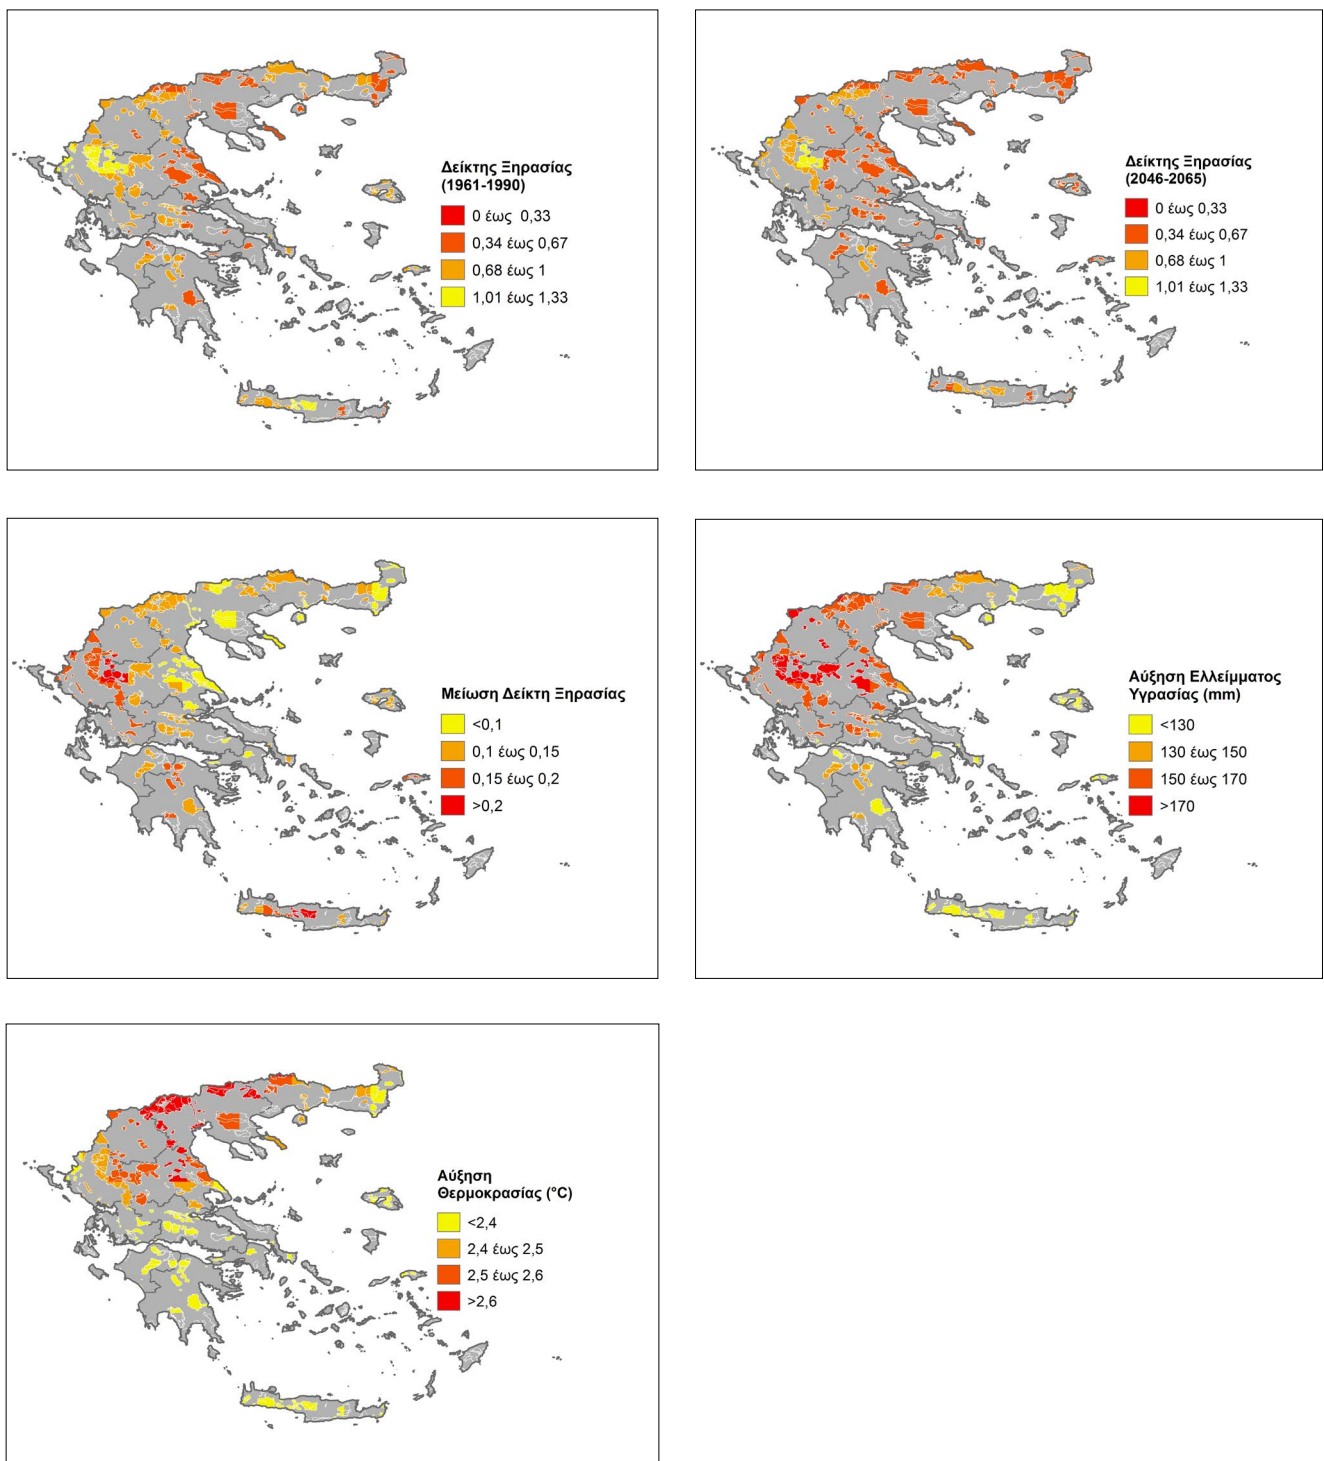 Δείκτης Ξηρασίας
(1961-1990)
0 έως 0,33
0,34 έως 0,67
0,68 έως 1
1,01 έως 1,33
Δείκτης Ξηρασίας
(2046-2065)
0 έως 0,33
0,34 έως 0,67
0,68 έως 1
1,01 έως 1,33
Μείωση Δείκτη Ξηρασίας
<0,1
0,1 έως 0,15
0,15 έως 0,2
>0,2
Αύξηση Ελλείμματος
Υγρασίας (mm)
<130
130 έως 150
150 έως 170
>170
Αύξηση
Θερμοκρασίας (°C)
<2,4
2,4 έως 2,5
2,5 έως 2,6
>2,6